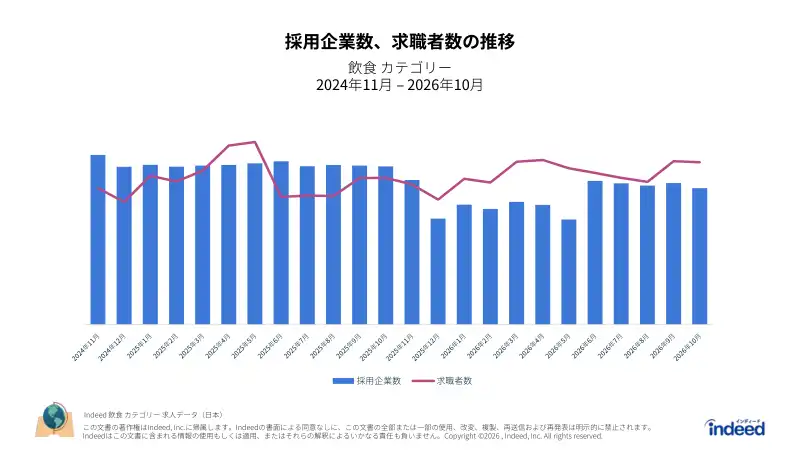 採用企業数、求職者数の推移
飲食 カテゴリー
2024年11月 – 2026年10月
2024年11月
2024年12月
2025年1月
2025年2月
2025年3月
2025年4月
2025年5月
2025年6月
2025年7月
2025年8月
2025年9月
2025年10月
2025年11月
2025年12月
2026年1月
2026年2月
2026年3月
2026年4月
2026年5月
2026年6月
2026年7月
2026年8月
2026年9月
2026年10月
採用企業数 求職者数
Indeed 飲食 カテゴリー 求人データ（日本）
この文書の著作権はIndeed, Inc.に帰属します。Indeedの書面による同意なしに、この文書の全部または一部の使用、改変、複製、再送信および再発表は明示的に禁止されます。
Indeedはこの文書に含まれる情報の使用もしくは適用、またはそれらの解釈によるいかなる責任も負いません。Copyright ©2026 , Indeed, Inc. All rights reserved.
インディード
indeed